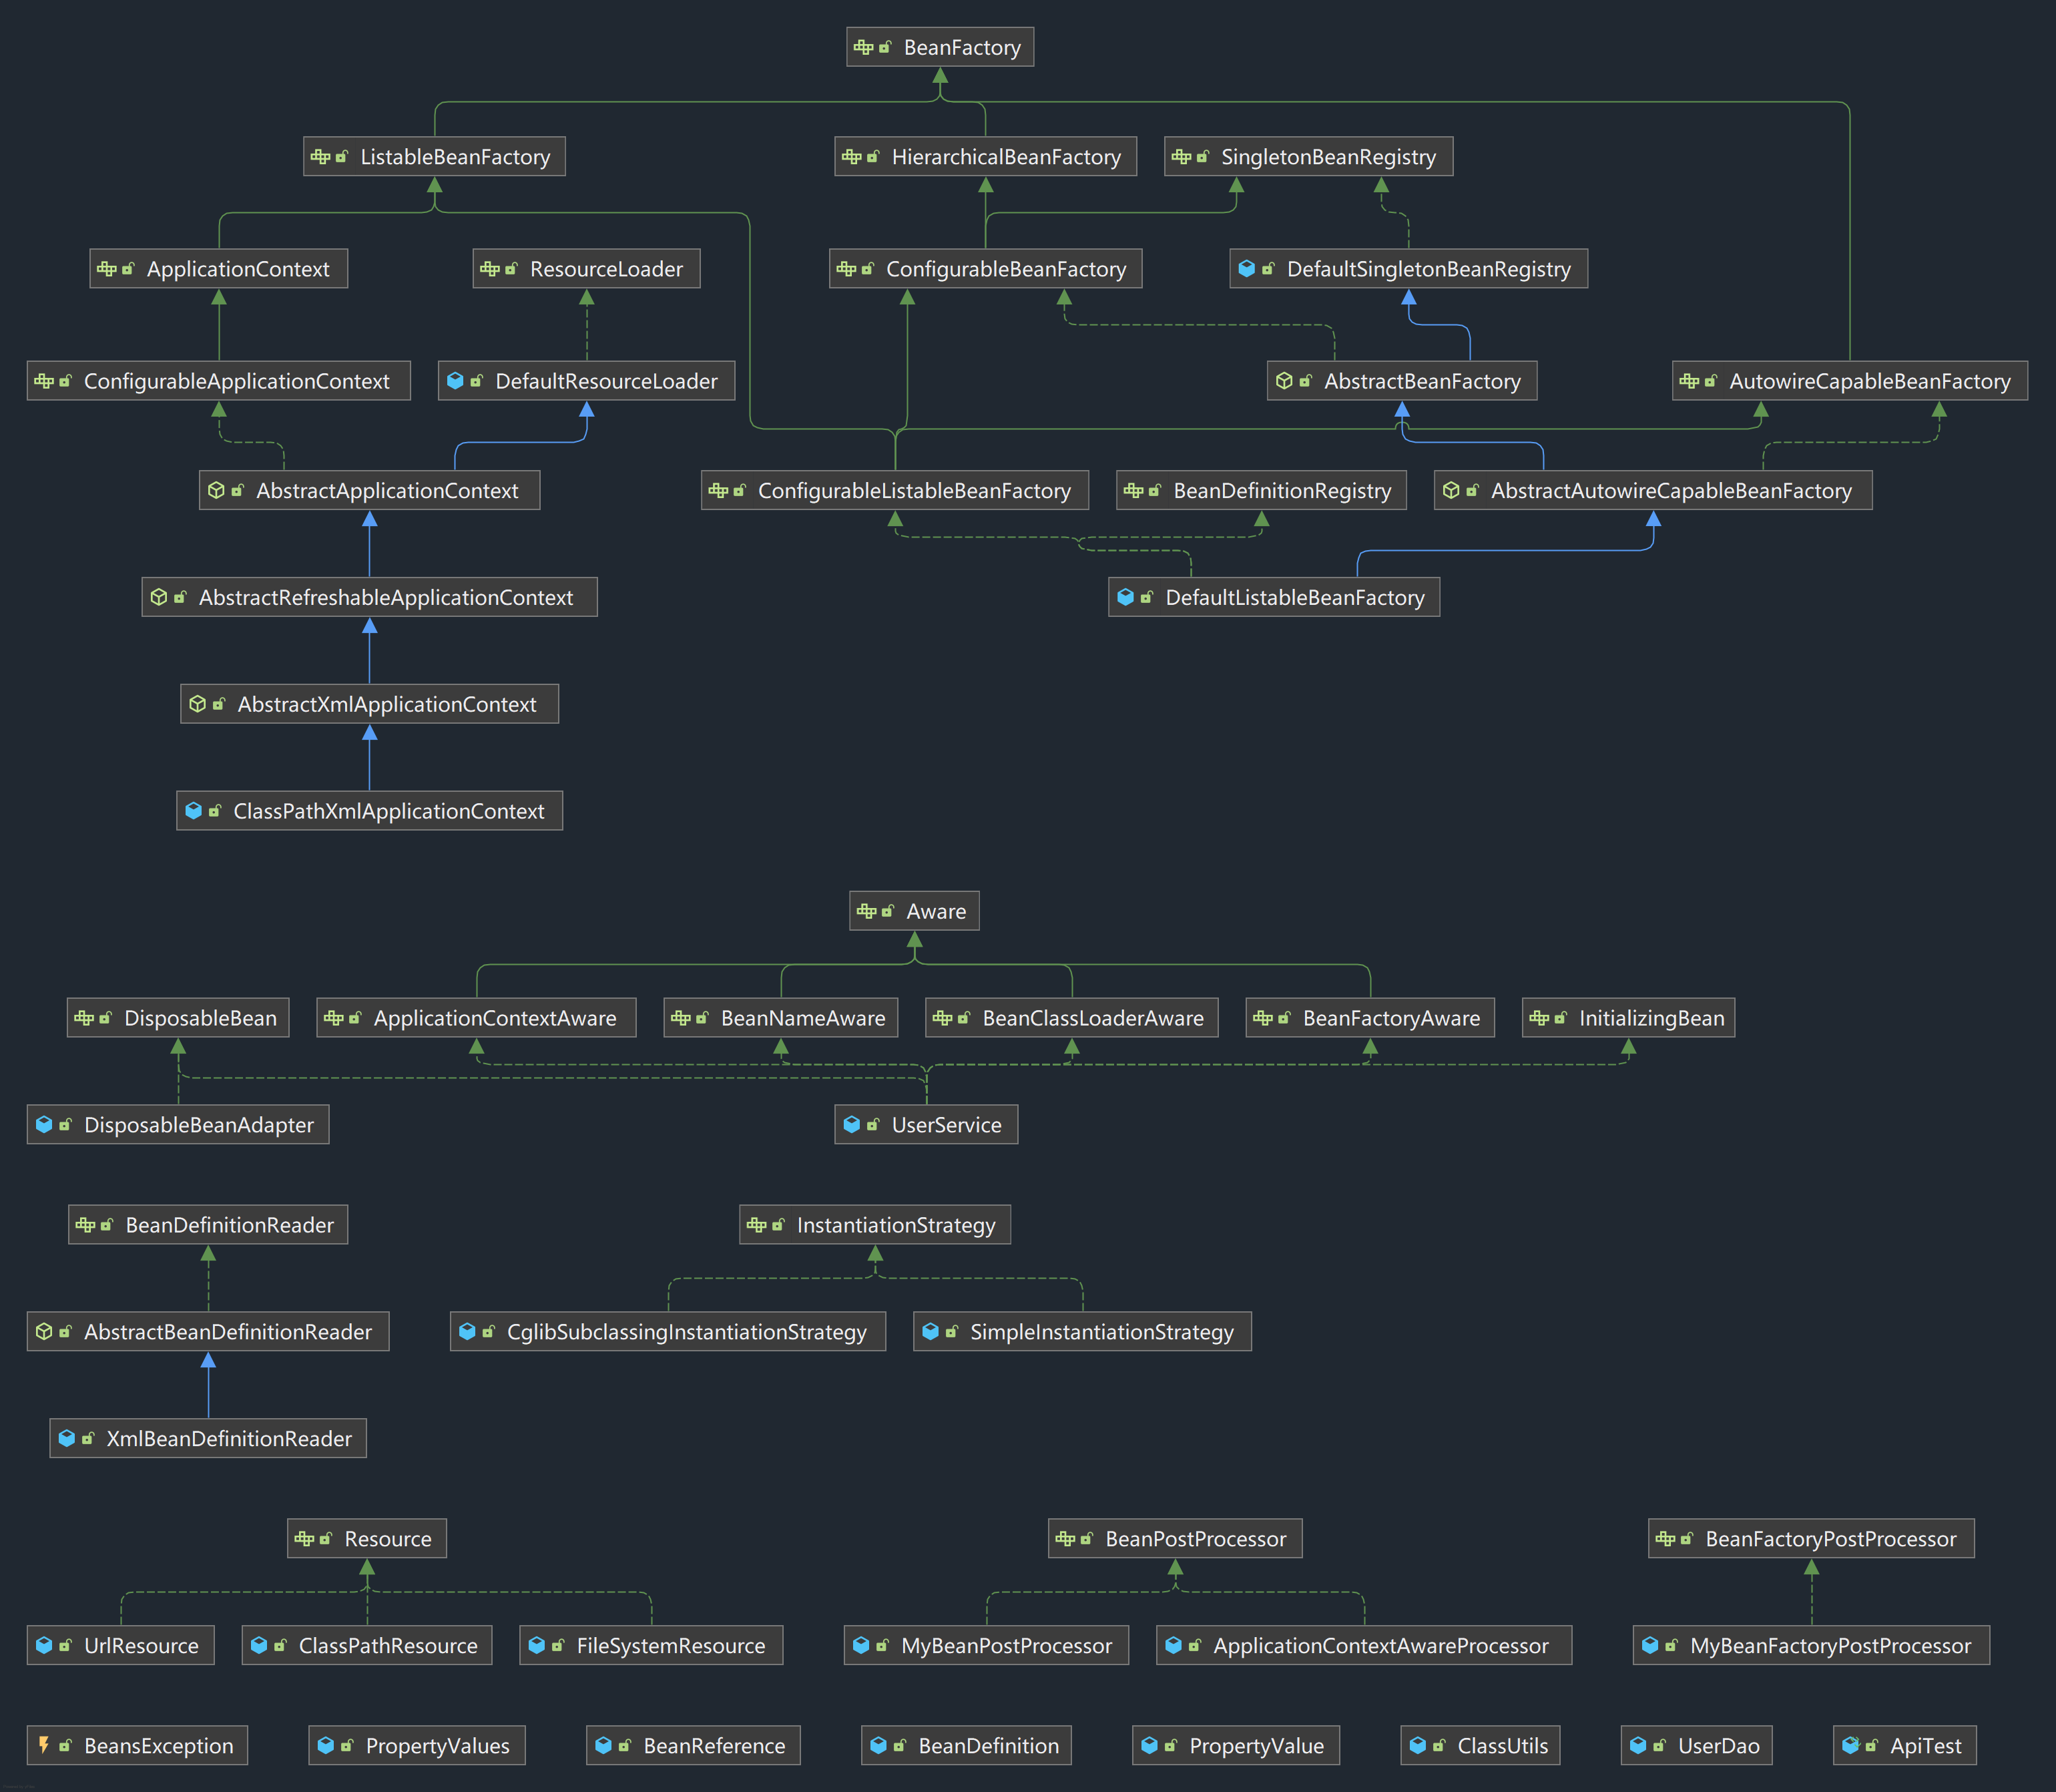 BeanFactory
ListableBeanFactory
HierarchicalBeanFactory
SingletonBeanRegistry
ApplicationContext
ResourceLoader
ConfigurableBeanFactory
DefaultSingletonBeanRegistry
ConfigurableApplicationContext
DefaultResourceLoader
AbstractBeanFactory
AutowireCapableBeanFactory
AbstractApplicationContext
ConfigurableListableBeanFactory
BeanDefinitionRegistry
AbstractAutowireCapableBeanFactory
AbstractRefreshableApplicationContext
DefaultListableBeanFactory
AbstractXmlApplicationContext
ClassPathXmlApplicationContext
Aware
DisposableBean
ApplicationContextAware
BeanNameAware
BeanClassLoaderAware
BeanFactoryAware
InitializingBean
DisposableBeanAdapter
UserService
BeanDefinitionReader
InstantiationStrategy
AbstractBeanDefinitionReader
CglibSubclassingInstantiationStrategy
SimpleInstantiationStrategy
XmlBeanDefinitionReader
Resource
BeanPostProcessor
BeanFactoryPostProcessor
UrlResource
ClassPathResource
FileSystemResource
MyBeanPostProcessor
ApplicationContextAwareProcessor
MyBeanFactoryPostProcessor
BeansException
PropertyValues
BeanReference
BeanDefinition
PropertyValue
ClassUtils
UserDao
ApiTest